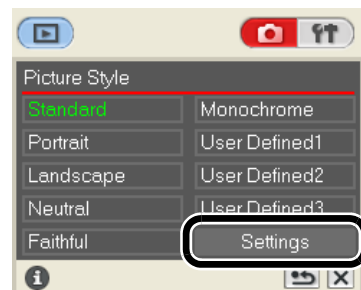 Picture Style
Standard
Monochrome
Portrait
User Defined1
Landscape
User Defined2
Neutral
User Defined3
Faithful
Settings